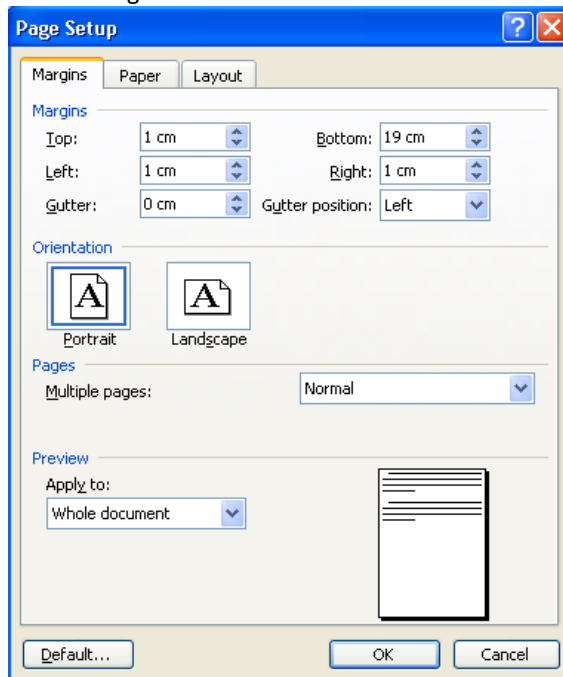 Page Setup
Margins Paper Layout
Margins
Top: 1 cm Bottom: 19 cm
Left: 1 cm Right: 1 cm
Gutter: 0 cm Gutter position: Left
Orientation
A A
Portrait Landscape
Pages
Multiple pages: Normal
Preview
Apply to:
Whole document
Default... OK Cancel